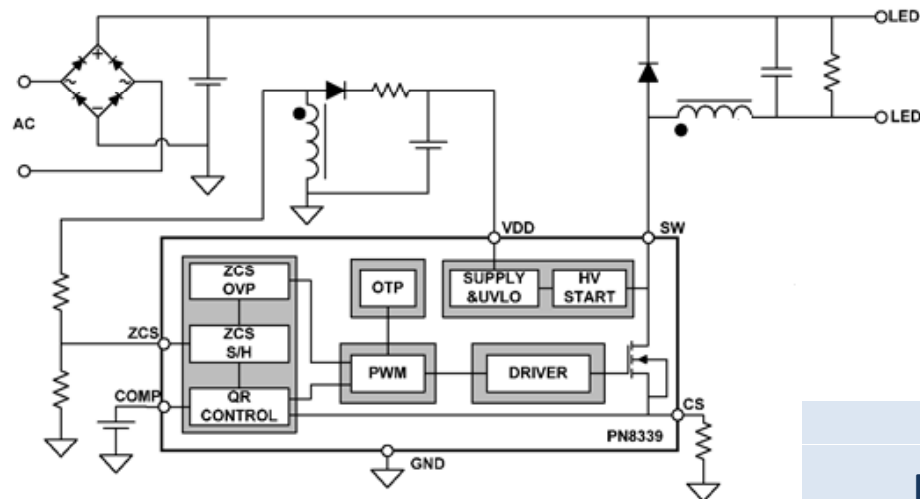 LED
AC
LED
VDD
SW
ZCS
OVP
OTP
SUPPLY
&UVLO
HV
START
ZCS
ZCS
S/H
PWM
DRIVER
COMP
QR
CONTROL
CS
PN8339
GND